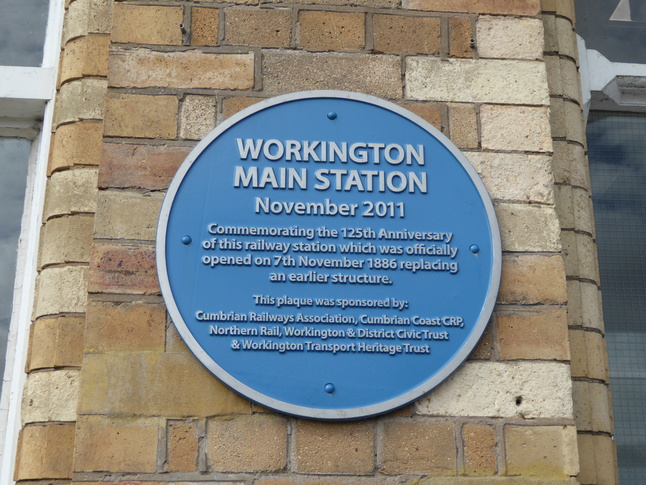 WORKINGTON
MAIN STATION
November 2011
Commemorating the 125th Anniversary
of this railway station which was officially
opened on 7th November 1886 replacing
an earlier structure.
This plaque was sponsored by:
Cumbrian Railways Association, Cumbrian Coast CRP,
Northern Rail, Workington & District Civic Trust
& Workington Transport Heritage Trust